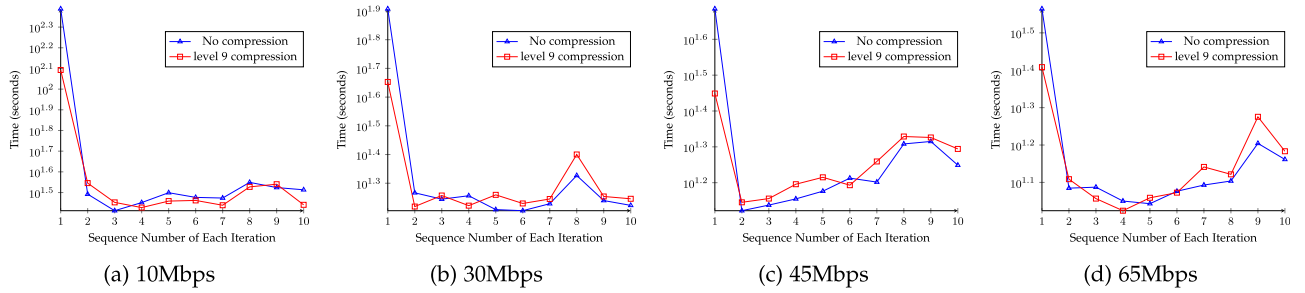 10^2.3
10^2.2
10^2.1
10^2
10^1.9
10^1.8
10^1.7
10^1.6
10^1.5
Time (seconds)
No compression
level 9 compression
1 2 3 4 5 6 7 8 9 10
Sequence Number of Each Iteration
(a) 10Mbps
10^1.9
10^1.8
10^1.7
10^1.6
10^1.5
10^1.4
10^1.3
Time (seconds)
No compression
level 9 compression
1 2 3 4 5 6 7 8 9 10
Sequence Number of Each Iteration
(b) 30Mbps
10^1.6
10^1.5
10^1.4
10^1.3
10^1.2
Time (seconds)
No compression
level 9 compression
1 2 3 4 5 6 7 8 9 10
Sequence Number of Each Iteration
(c) 45Mbps
10^1.5
10^1.4
10^1.3
10^1.2
10^1.1
Time (seconds)
No compression
level 9 compression
1 2 3 4 5 6 7 8 9 10
Sequence Number of Each Iteration
(d) 65Mbps